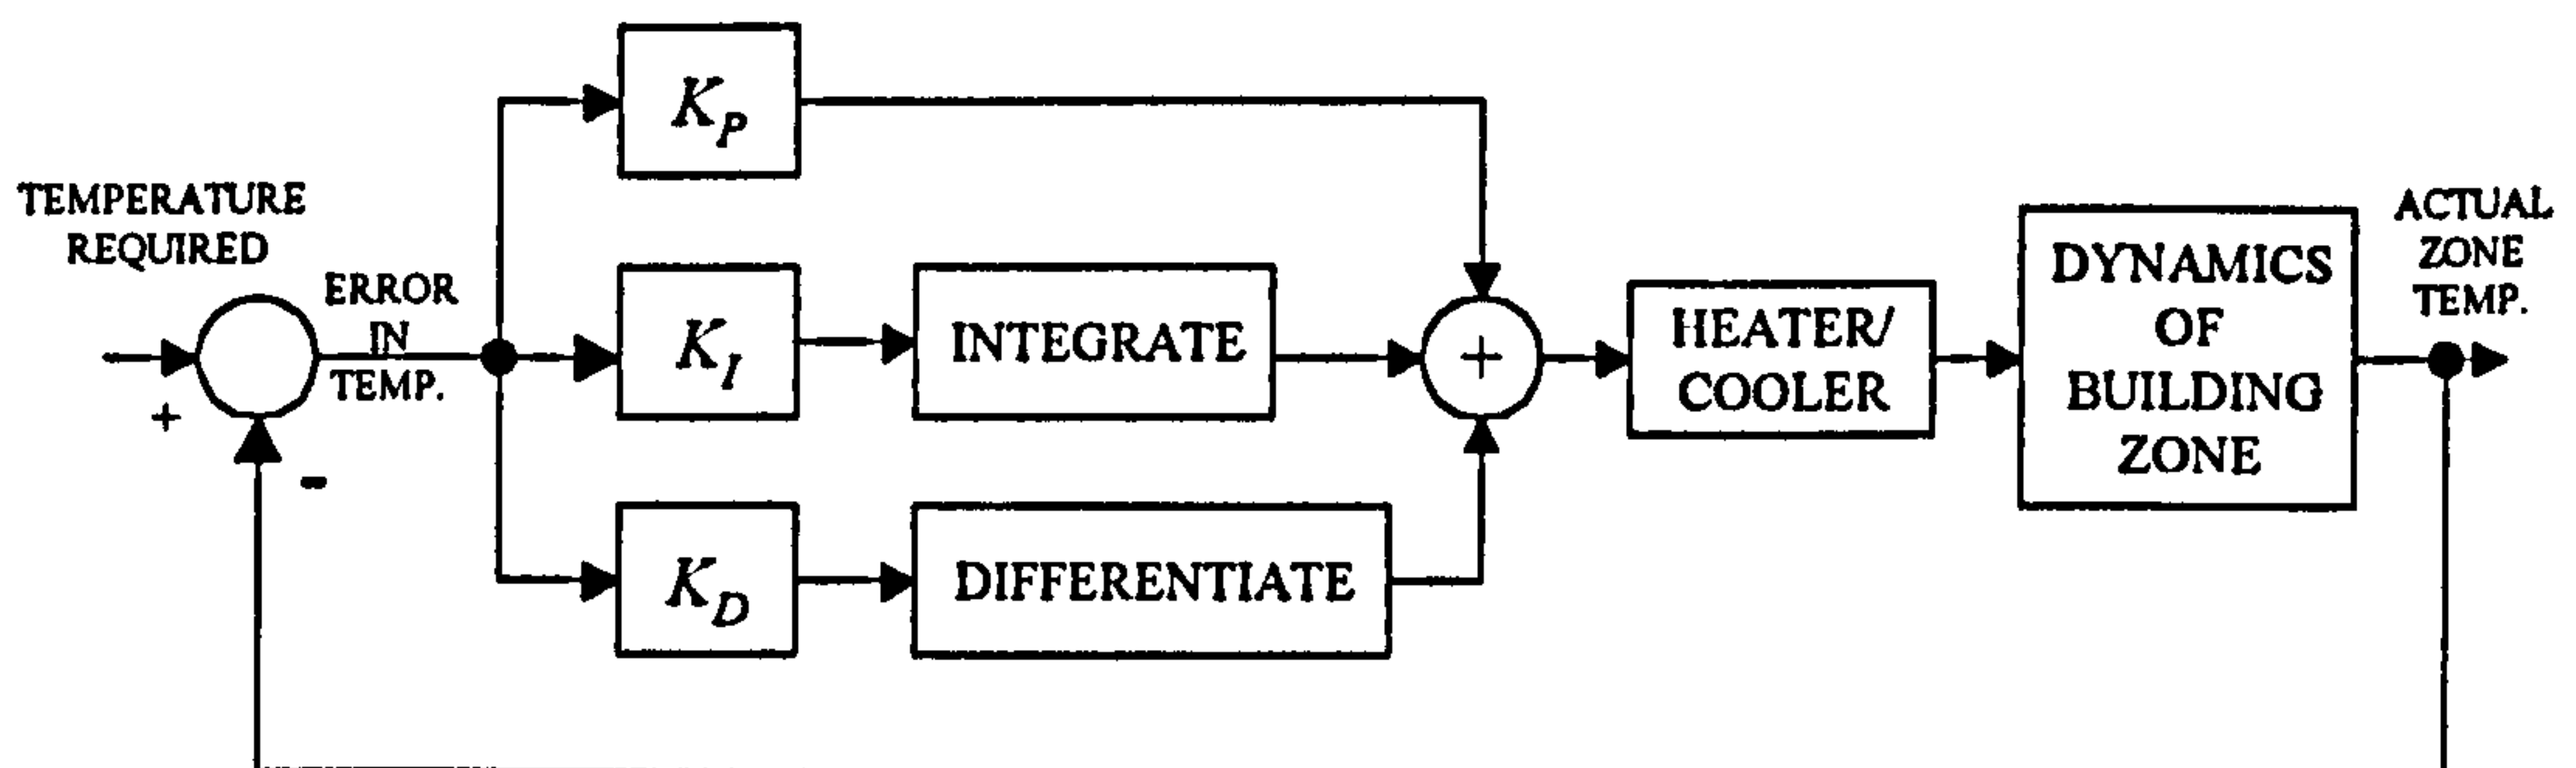 TEMPERATURE
REQUIRED
+
-
ERROR
IN
TEMP.
K_P
K_I
INTEGRATE
K_D
DIFFERENTIATE
+
HEATER/
COOLER
DYNAMICS
OF
BUILDING
ZONE
ACTUAL
ZONE
TEMP.